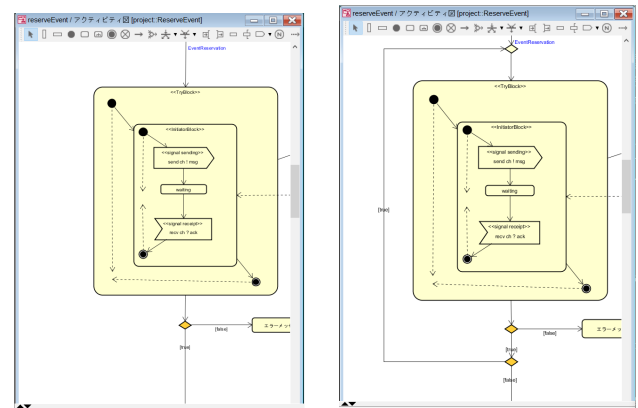 reserveEvent / アクティビティ図 [project::ReserveEvent]
EventReservation
<<TryBlock>>
<<InitiatorBlock>>
<<signal sending>>
send ch ! msg
waiting
<<signal receipt>>
recv ch ? ack
[false]
エラーメッ
[true]
reserveEvent / アクティビティ図 [project::ReserveEvent]
EventReservation
<<TryBlock>>
<<InitiatorBlock>>
<<signal sending>>
send ch ! msg
waiting
[true]
<<signal receipt>>
recv ch ? ack
[false]
エラーメッ
[true]
[false]